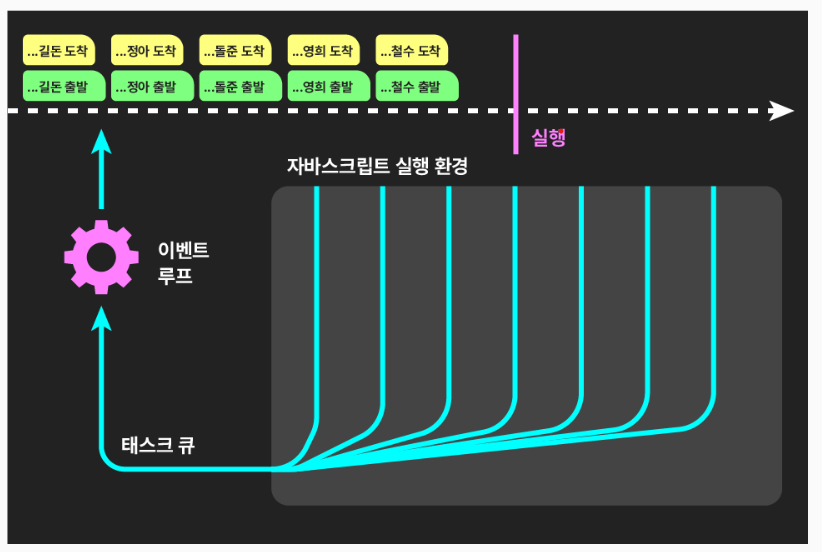 ...길돈 도착
...정아 도착
...돌준 도착
...영희 도착
...철수 도착
...길돈 출발
...정아 출발
...돌준 출발
...영희 출발
...철수 출발
실행
자바스크립트 실행 환경
이벤트
루프
태스크 큐